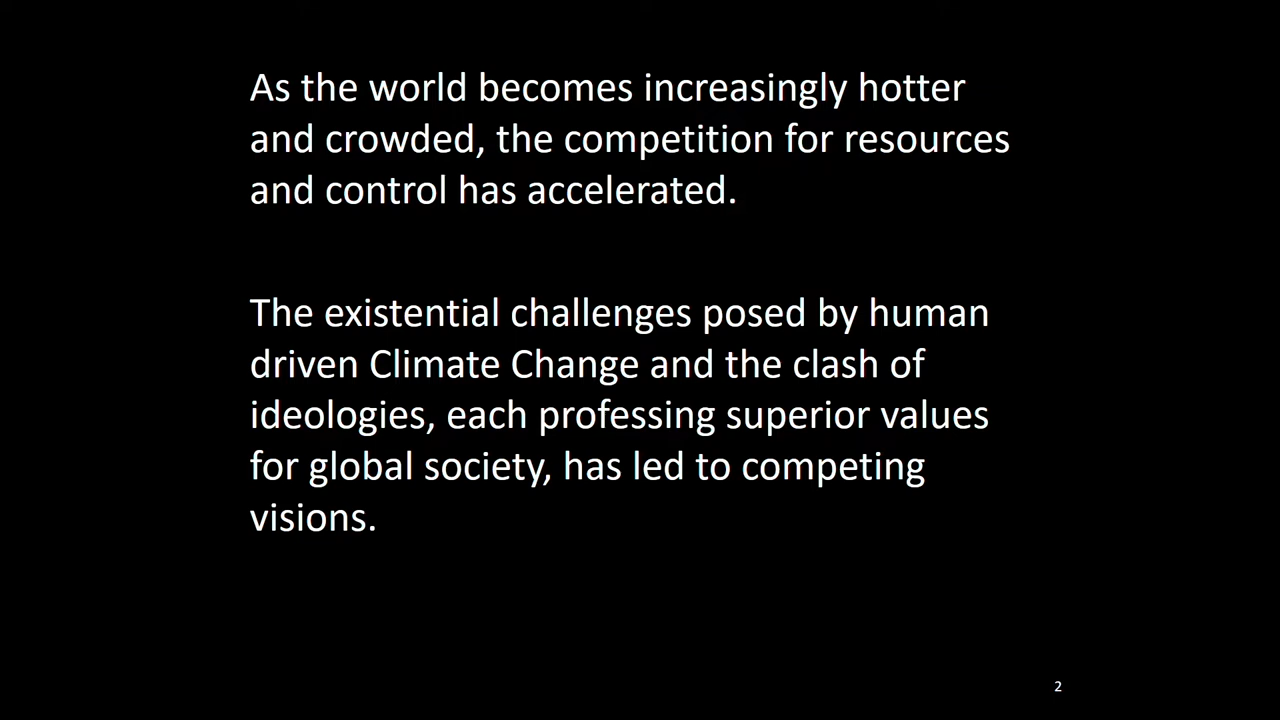 As the world becomes increasingly hotter
and crowded, the competition for resources
and control has accelerated.
The existential challenges posed by human
driven Climate Change and the clash of
ideologies, each professing superior values
for global society, has led to competing
visions.
2